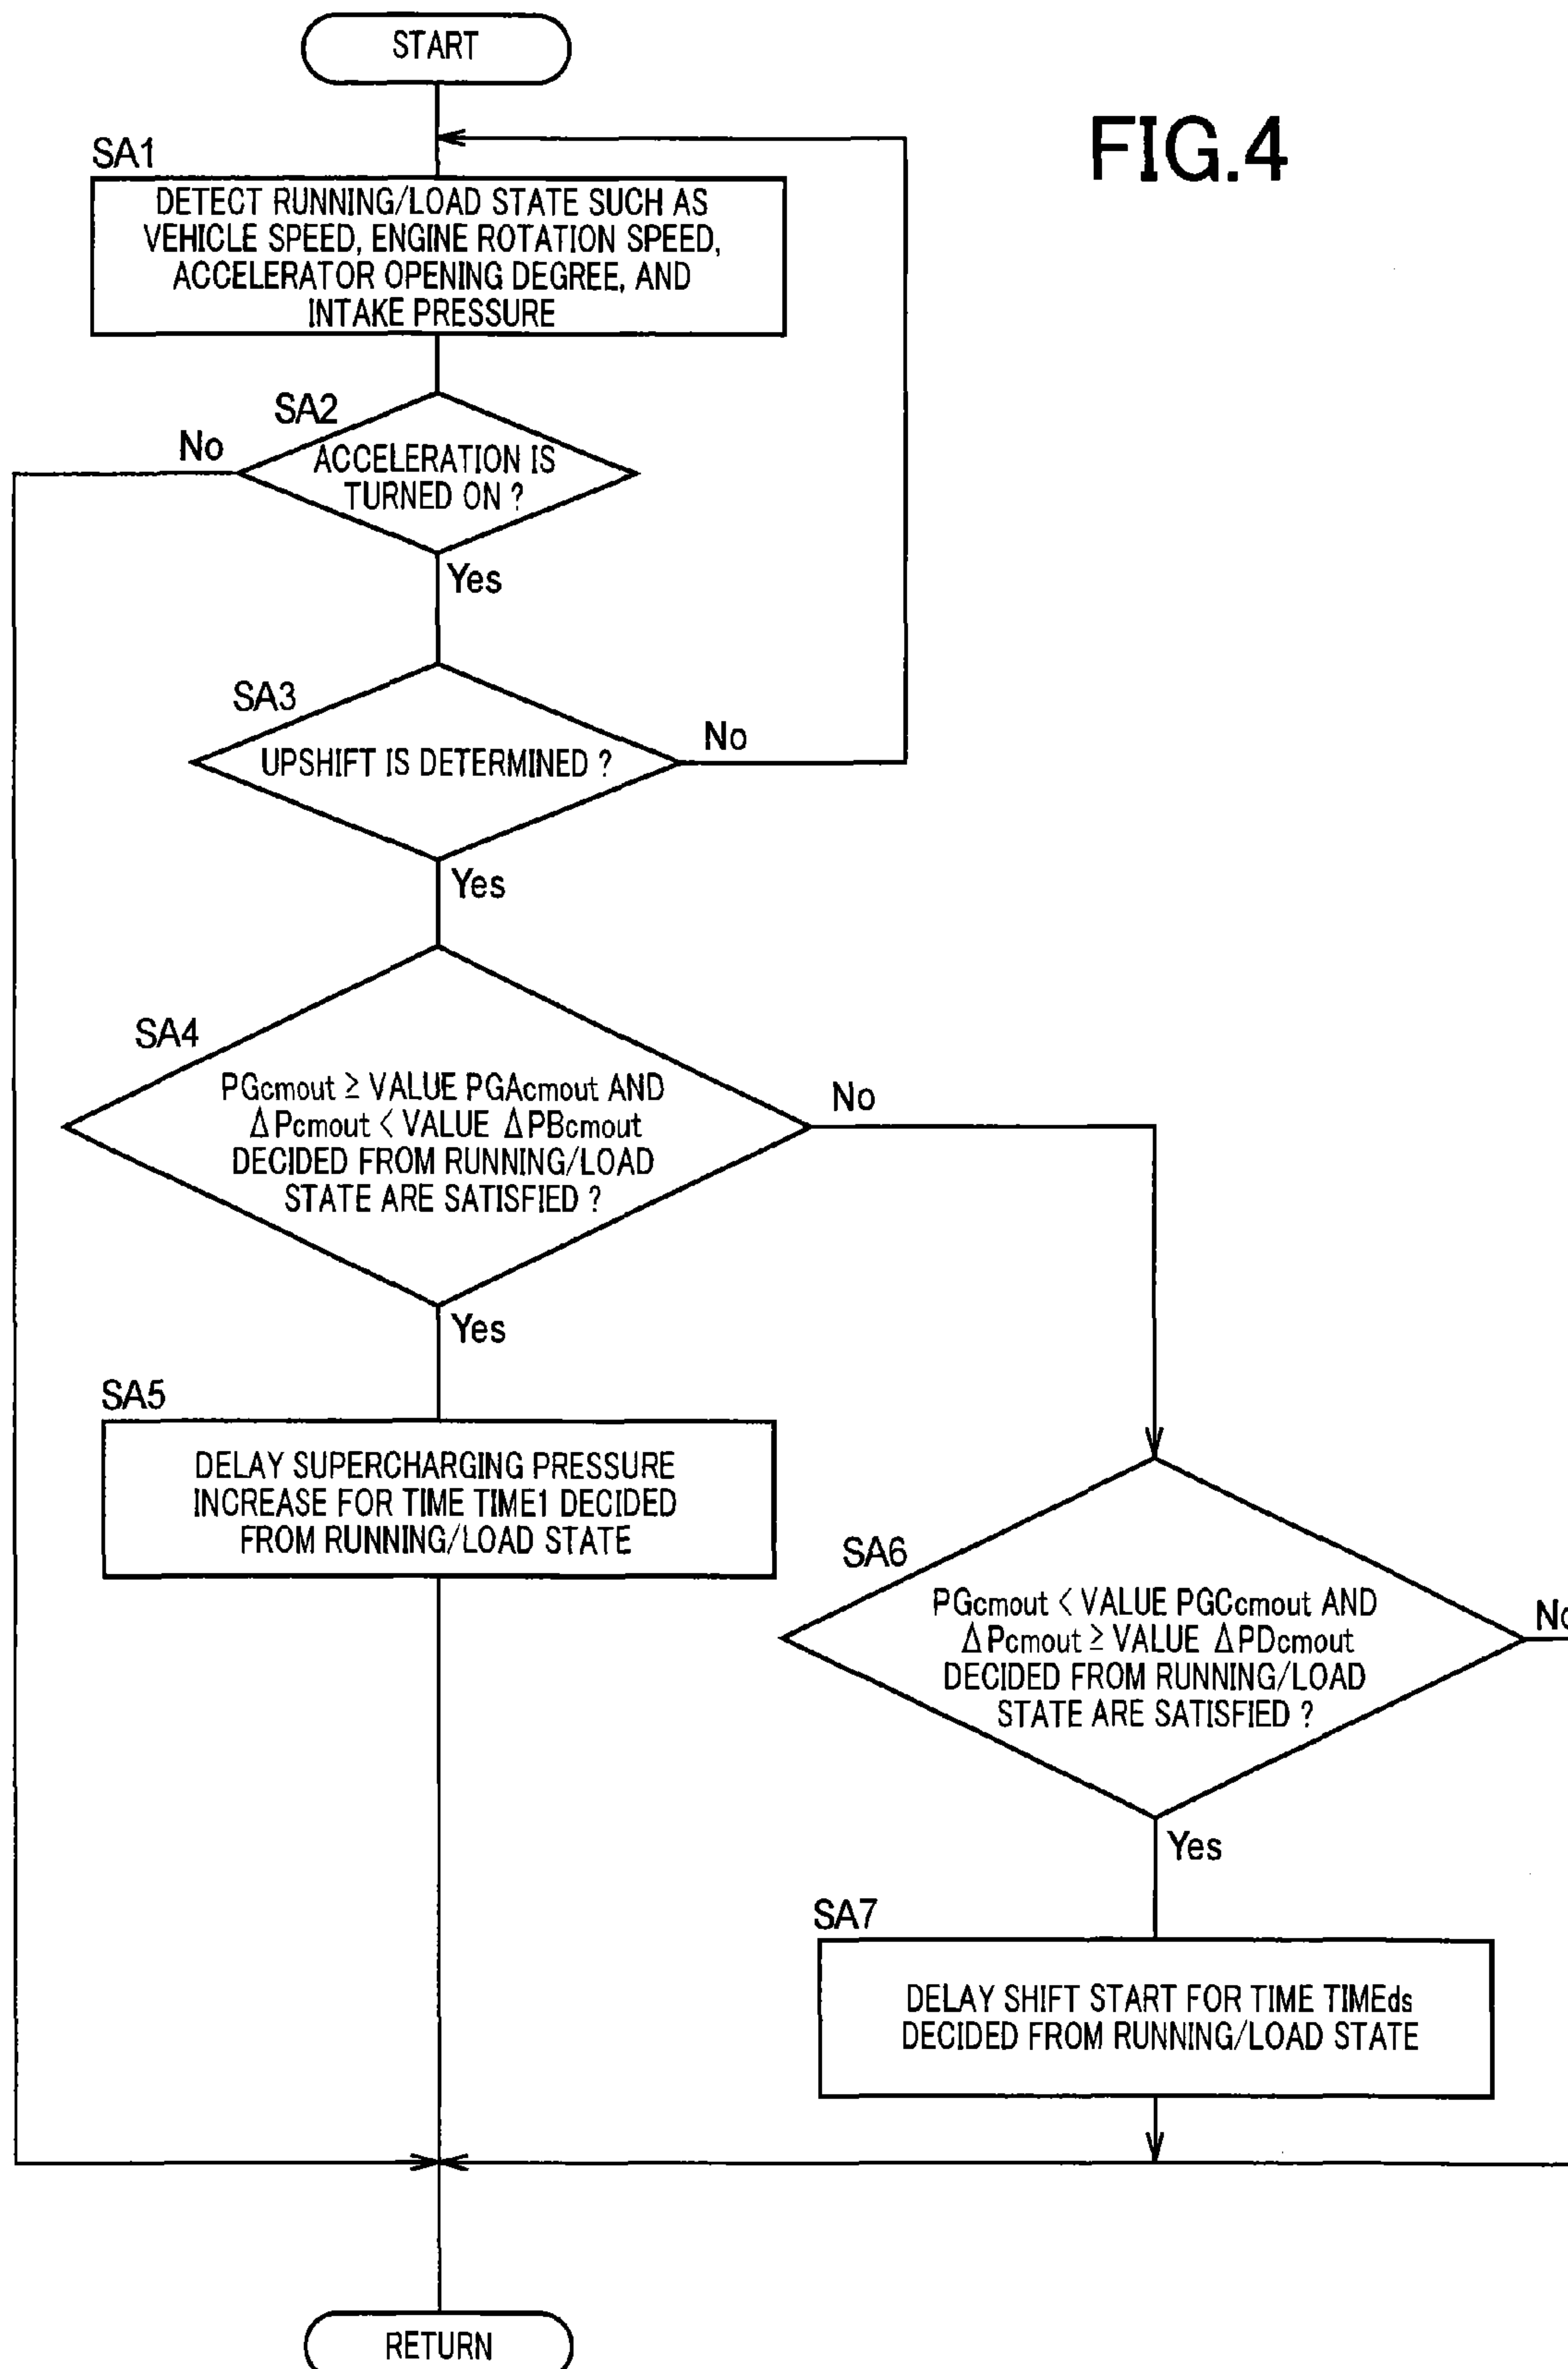 START
FIG.4
SA1
DETECT RUNNING/LOAD STATE SUCH AS
VEHICLE SPEED, ENGINE ROTATION SPEED,
ACCELERATOR OPENING DEGREE, AND
INTAKE PRESSURE
SA2
No
ACCELERATION IS
TURNED ON ?
Yes
SA3
No
UPSHIFT IS DETERMINED ?
Yes
SA4
PGcmout ≥ VALUE PGAcmout AND
ΔPcmout < VALUE ΔPBcmout
DECIDED FROM RUNNING/LOAD
STATE ARE SATISFIED ?
No
Yes
SA5
DELAY SUPERCHARGING PRESSURE
INCREASE FOR TIME TIME1 DECIDED
FROM RUNNING/LOAD STATE
SA6
PGcmout < VALUE PGCcmout AND
ΔPcmout ≥ VALUE ΔPDcmout
DECIDED FROM RUNNING/LOAD
STATE ARE SATISFIED ?
No
Yes
SA7
DELAY SHIFT START FOR TIME TIMEds
DECIDED FROM RUNNING/LOAD STATE
RETURN